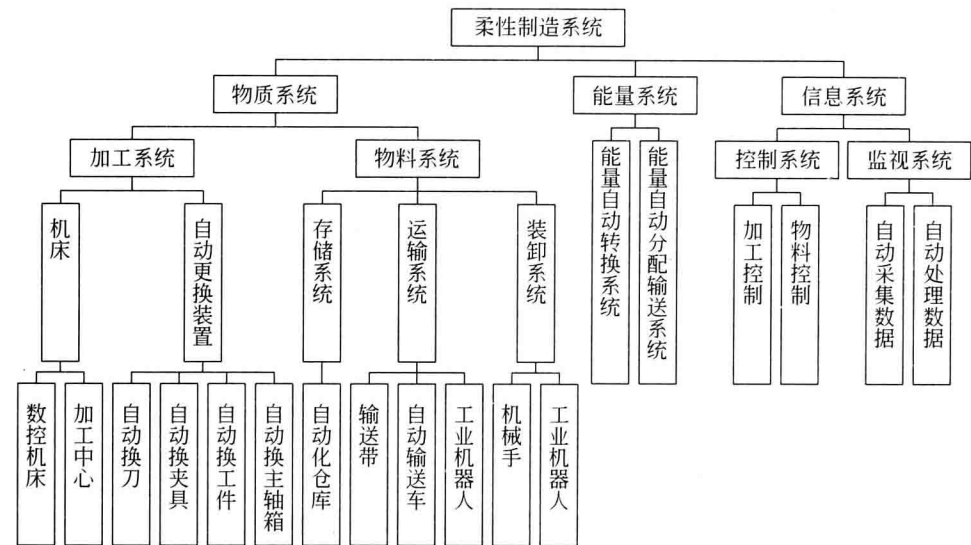 柔性制造系统
物质系统
能量系统
信息系统
加工系统
物料系统
能量自动转换系统
能量自动分配输送系统
控制系统
监视系统
机床
自动更换装置
存储系统
运输系统
装卸系统
加工控制
物料控制
自动采集数据
自动处理数据
数控机床
加工中心
自动换刀
自动换夹具
自动换工件
自动换主轴箱
自动化仓库
输送带
自动输送车
工业机器人
机械手
工业机器人